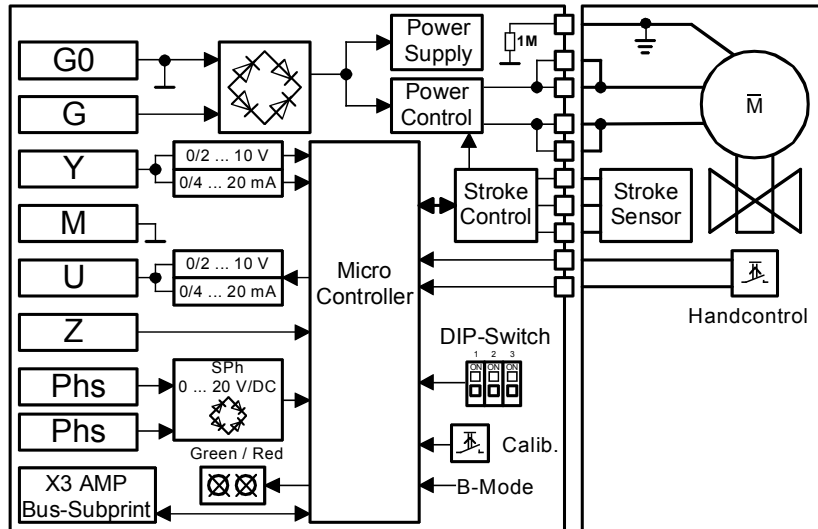 G0
G
Y
M
U
Z
Phs
Phs
X3 AMP
Bus-Subprint
0/2 ... 10 V
0/4 ... 20 mA
0/2 ... 10 V
0/4 ... 20 mA
SPh
0 ... 20 V/DC
Green / Red
Micro
Controller
Power
Supply
Power
Control
1M
Stroke
Control
DIP-Switch
1 2 3
ON ON ON
Calib.
B-Mode
M
Stroke
Sensor
Handcontrol